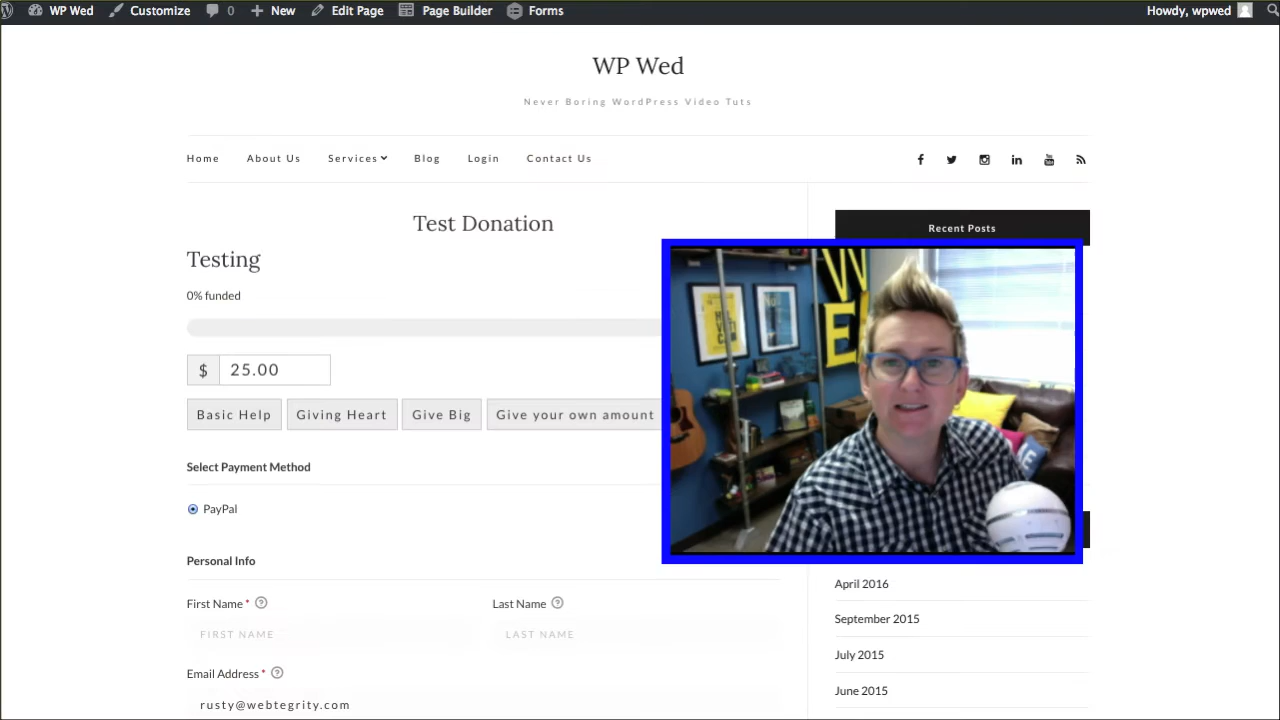 WP Wed Customize 0 New Edit Page Page Builder Forms Howdy, wpwed
WP Wed
Never Boring WordPress Video Tuts
Home About Us Services Blog Login Contact Us
Test Donation
Recent Posts
Testing
0% funded
$ 25.00
Basic Help Giving Heart Give Big Give your own amount
Select Payment Method
PayPal
Personal Info
First Name * Last Name
FIRST NAME LAST NAME
Email Address *
rusty@webtegrity.com
April 2016
September 2015
July 2015
June 2015